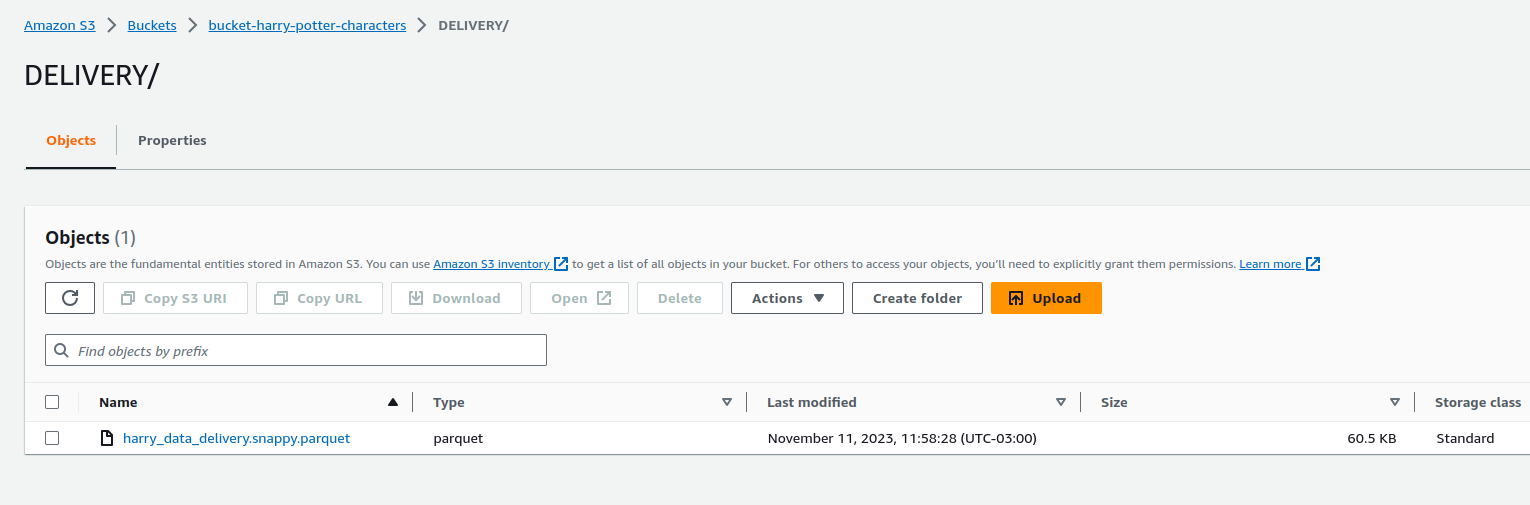 Amazon S3 > Buckets > bucket-harry-potter-characters > DELIVERY/
DELIVERY/
Objects Properties
Objects (1)
Objects are the fundamental entities stored in Amazon S3. You can use Amazon S3 inventory to get a list of all objects in your bucket. For others to access your objects, you'll need to explicitly grant them permissions. Learn more
Copy S3 URI Copy URL Download Open Delete Actions Create folder Upload
Find objects by prefix
Name Type Last modified Size Storage class
harry_data_delivery.snappy.parquet parquet November 11, 2023, 11:58:28 (UTC-03:00) 60.5 KB Standard